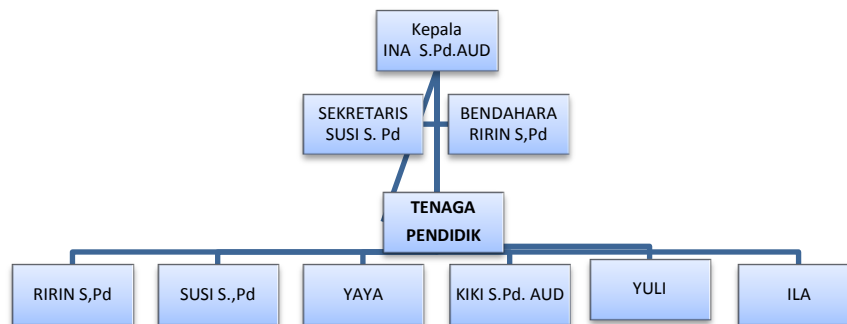 Kepala
INA S.Pd.AUD
SEKRETARIS
SUSI S. Pd
BENDAHARA
RIRIN S,Pd
TENAGA
PENDIDIK
RIRIN S,Pd
SUSI S.,Pd
YAYA
KIKI S.Pd. AUD
YULI
ILA